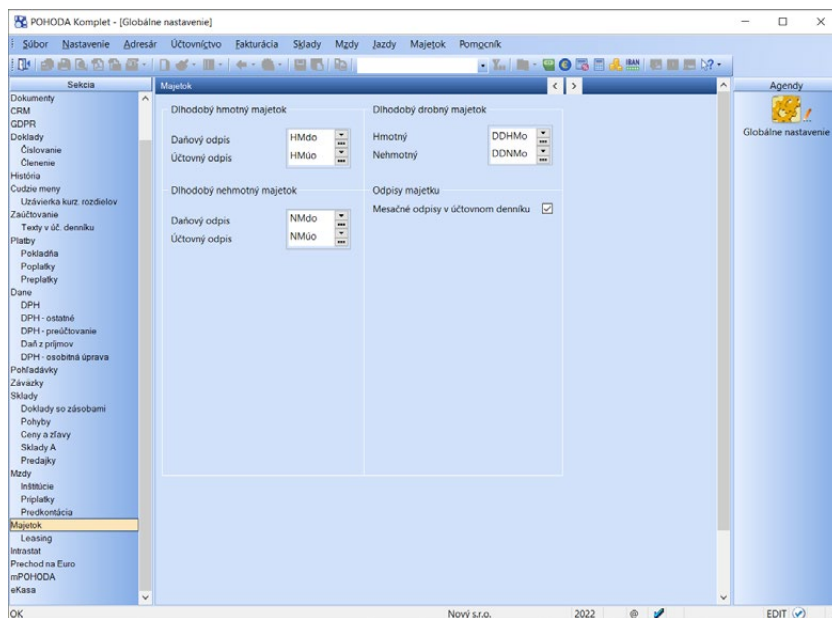 POHODA Komplet - [Globálne nastavenie]
Súbor Nastavenie Adresár Účtovníctvo Fakturácia Sklady Mzdy Jazdy Majetok Pomocník
IBAN
Sekcia
Dokumenty
CRM
GDPR
Doklady
Číslovanie
Členenie
História
Cudzie meny
Uzávierka kurz. rozdielov
Zaúčtovanie
Texty v úč. denníku
Platby
Pokladňa
Poplatky
Preplatky
Dane
DPH
DPH - ostatné
DPH - preúčtovanie
Daň z príjmov
DPH - osobitná úprava
Pohľadávky
Záväzky
Sklady
Doklady so zásobami
Pohyby
Ceny a zľavy
Sklady A
Predajky
Mzdy
Inštitúcie
Príplatky
Predkontácia
Majetok
Leasing
Intrastat
Prechod na Euro
mPOHODA
eKasa
Majetok
Dlhodobý hmotný majetok
Daňový odpis HMdo
Účtovný odpis HMúo
Dlhodobý drobný majetok
Hmotný DDHMo
Nehmotný DDNMo
Dlhodobý nehmotný majetok
Daňový odpis NMdo
Účtovný odpis NMúo
Odpisy majetku
Mesačné odpisy v účtovnom denníku
Agendy
Globálne nastavenie
OK Nový s.r.o. 2022 @ EDIT